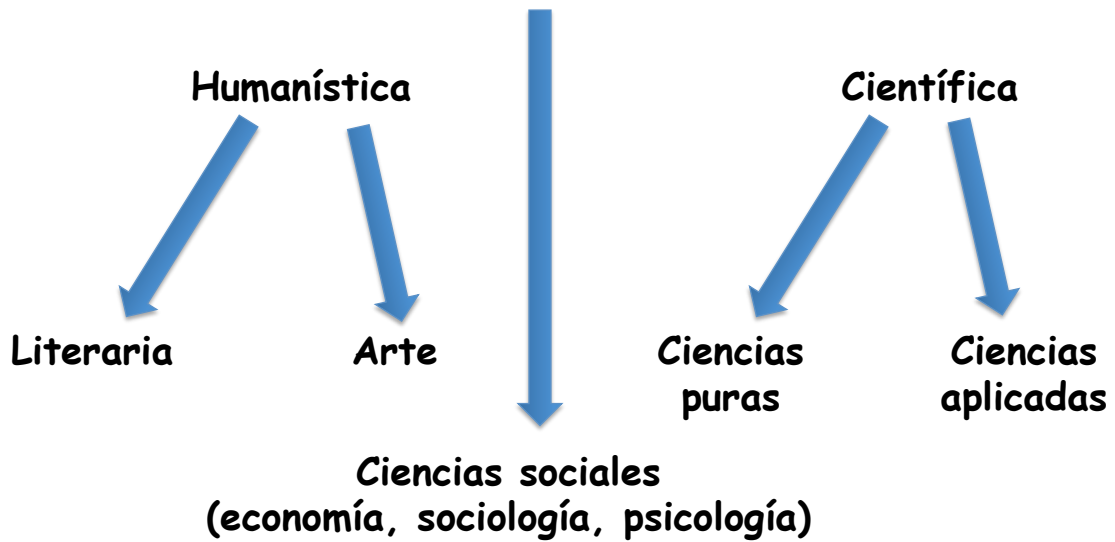 Humanística
Científica
Literaria
Arte
Ciencias
puras
Ciencias
aplicadas
Ciencias sociales
(economía, sociología, psicología)